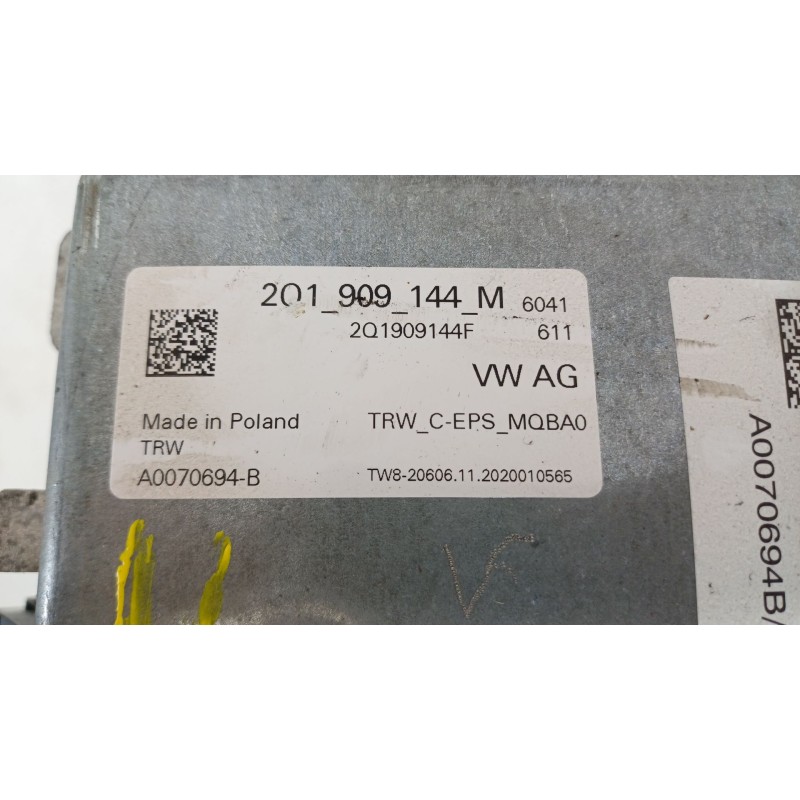 2Q1_909_144_M 6041
2Q1909144F 611
VW AG
Made in Poland TRW_C-EPS_MQBA0
TRW
A0070694-B TW8-20606.11.2020010565
A0070694B/